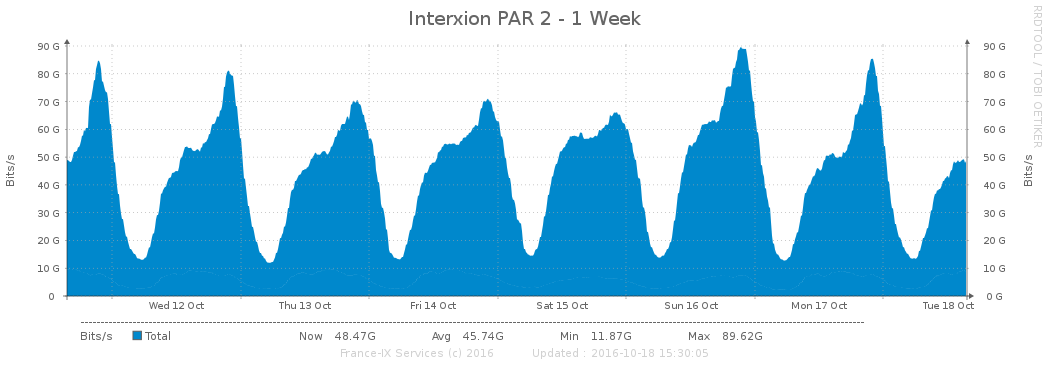 Interxion PAR 2 - 1 Week
RRDTOOL / TOBI OETIKER
Bits/s
90 G 90 G
80 G 80 G
70 G 70 G
60 G 60 G
50 G 50 G
40 G 40 G
30 G 30 G
20 G 20 G
10 G 10 G
0 0 G
Bits/s
Wed 12 Oct Thu 13 Oct Fri 14 Oct Sat 15 Oct Sun 16 Oct Mon 17 Oct Tue 18 Oct
Bits/s Total Now 48.47G Avg 45.74G Min 11.87G Max 89.62G
France-IX Services (c) 2016 Updated : 2016-10-18 15:30:05